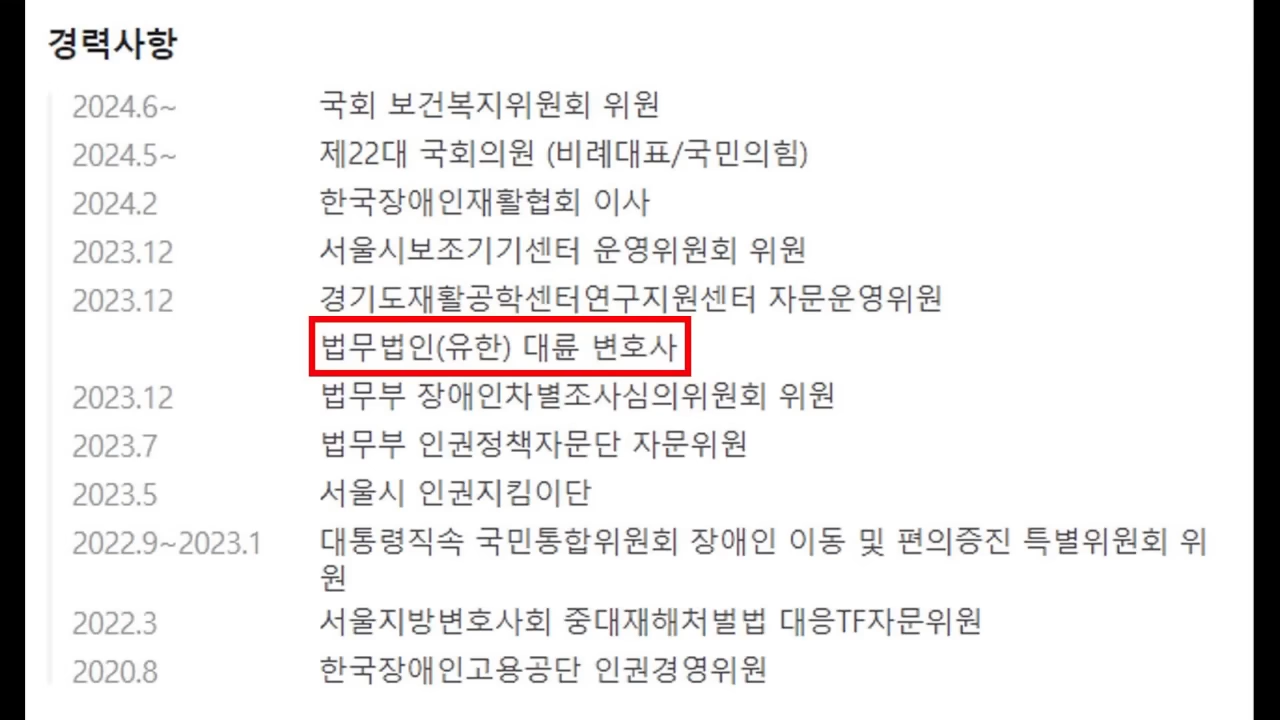 경력사항
2024.6~ 국회 보건복지위원회 위원
2024.5~ 제22대 국회의원 (비례대표/국민의힘)
2024.2 한국장애인재활협회 이사
2023.12 서울시보조기기센터 운영위원회 위원
2023.12 경기도재활공학센터연구지원센터 자문운영위원
법무법인(유한) 대륜 변호사
2023.12 법무부 장애인차별조사심의위원회 위원
2023.7 법무부 인권정책자문단 자문위원
2023.5 서울시 인권지킴이단
2022.9~2023.1 대통령직속 국민통합위원회 장애인 이동 및 편의증진 특별위원회 위
원
2022.3 서울지방변호사회 중대재해처벌법 대응TF자문위원
2020.8 한국장애인고용공단 인권경영위원